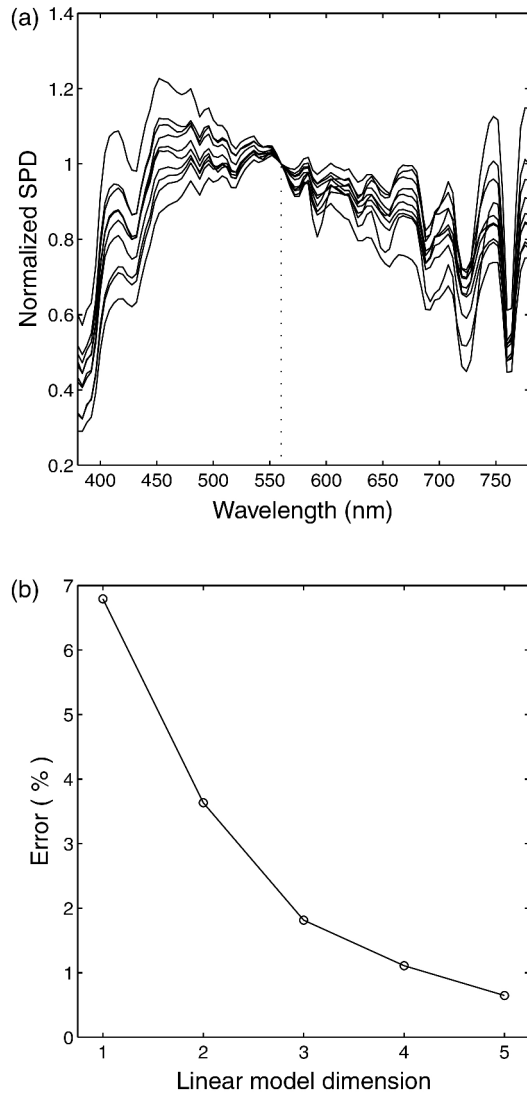 (a)
1.4
1.2
1
0.8
0.6
0.4
0.2
Normalized SPD
400 450 500 550 600 650 700 750
Wavelength (nm)
(b)
7
6
5
4
3
2
1
0
Error ( %)
1 2 3 4 5
Linear model dimension